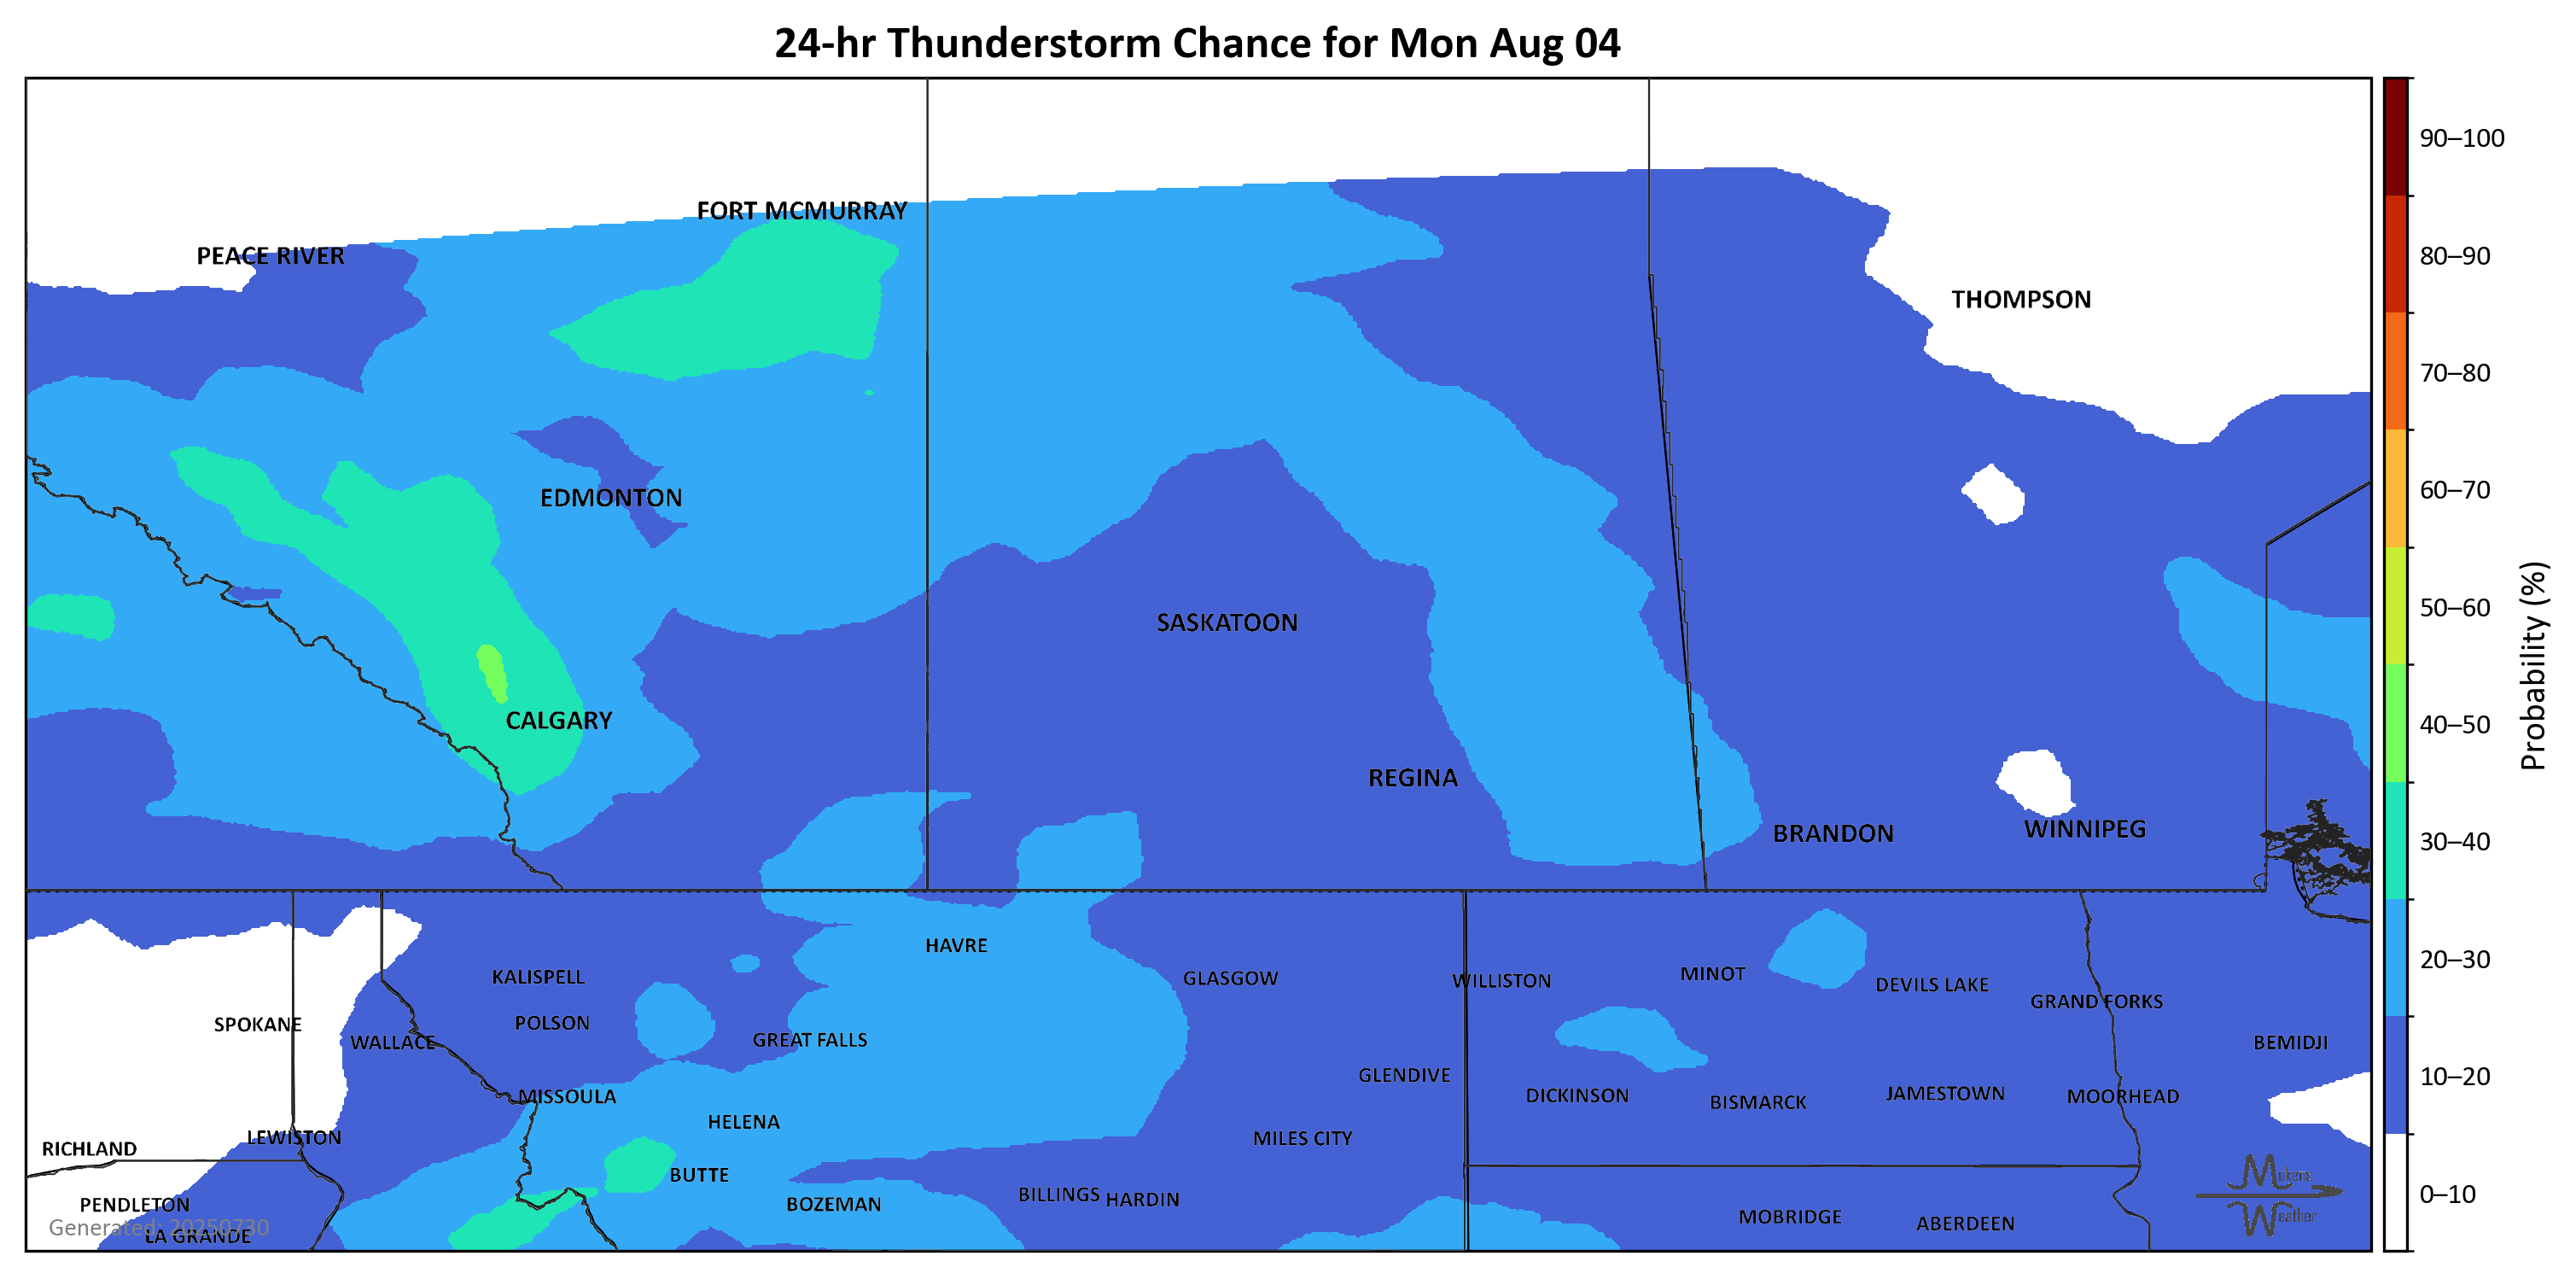 24-hr Thunderstorm Chance for Mon Aug 04
FORT MCMURRAY
PEACE RIVER
THOMPSON
EDMONTON
SASKATOON
CALGARY
REGINA
BRANDON
WINNIPEG
HAVRE
KALISPELL
GLASGOW
WILLISTON
MINOT
DEVILS LAKE
GRAND FORKS
SPOKANE
POLSON
WALLACE
GREAT FALLS
BEMIDJI
GLENDIVE
MISSOULA
DICKINSON
BISMARCK
JAMESTOWN
MOORHEAD
HELENA
LEWISTON
MILES CITY
RICHLAND
BUTTE
PENDLETON
BOZEMAN
BILLINGS
HARDIN
MOBRIDGE
ABERDEEN
Generated: 20250730
LA GRANDE
Makens
Weather
90–100
80–90
70–80
60–70
50–60
40–50
30–40
20–30
10–20
0–10
Probability (%)